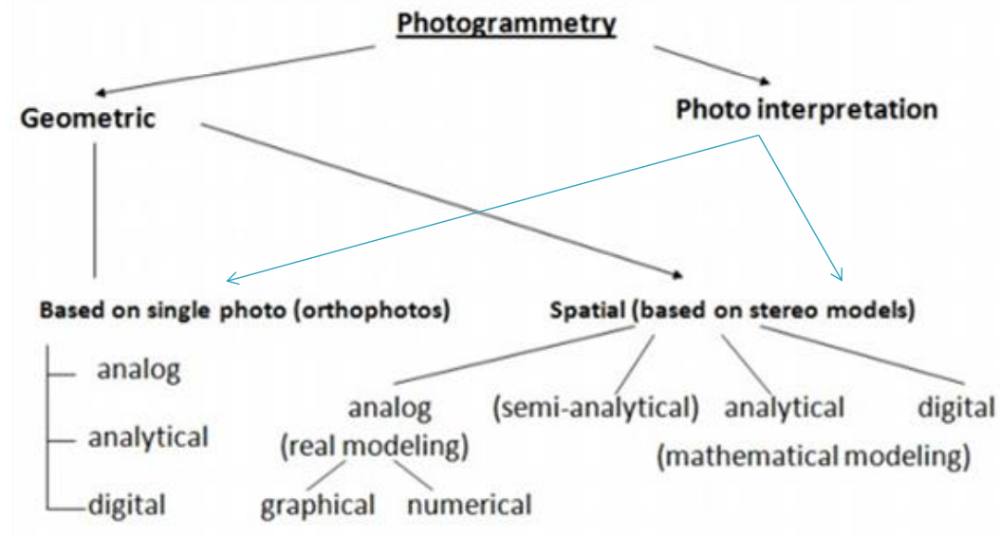 Photogrammetry
Geometric
Photo interpretation
Based on single photo (orthophotos)
Spatial (based on stereo models)
analog
analytical
digital
analog
(semi-analytical)
analytical
digital
(real modeling)
(mathematical modeling)
graphical
numerical